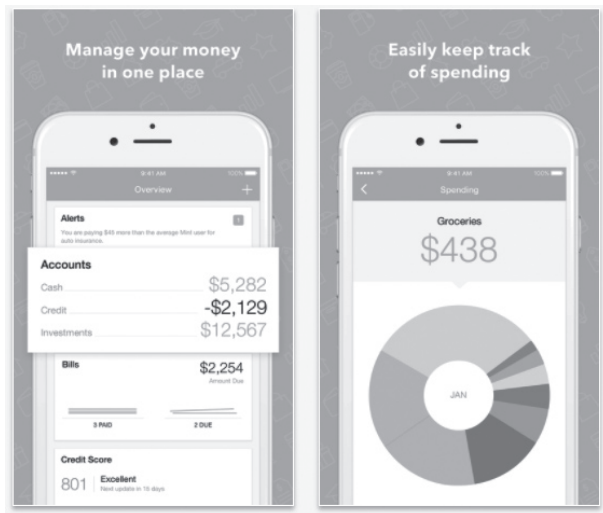 Manage your money
in one place
9:41 AM
100%
Overview
+
Alerts
!
You are paying $45 more than the average Mint user for
auto insurance.
Accounts
Cash $5,282
Credit -$2,129
Investments $12,567
Bills $2,254
Amount Due
3 PAID 2 DUE
Credit Score
801 Excellent
Next update in 15 days
Easily keep track
of spending
9:41 AM
100%
Spending
Groceries
$438
JAN